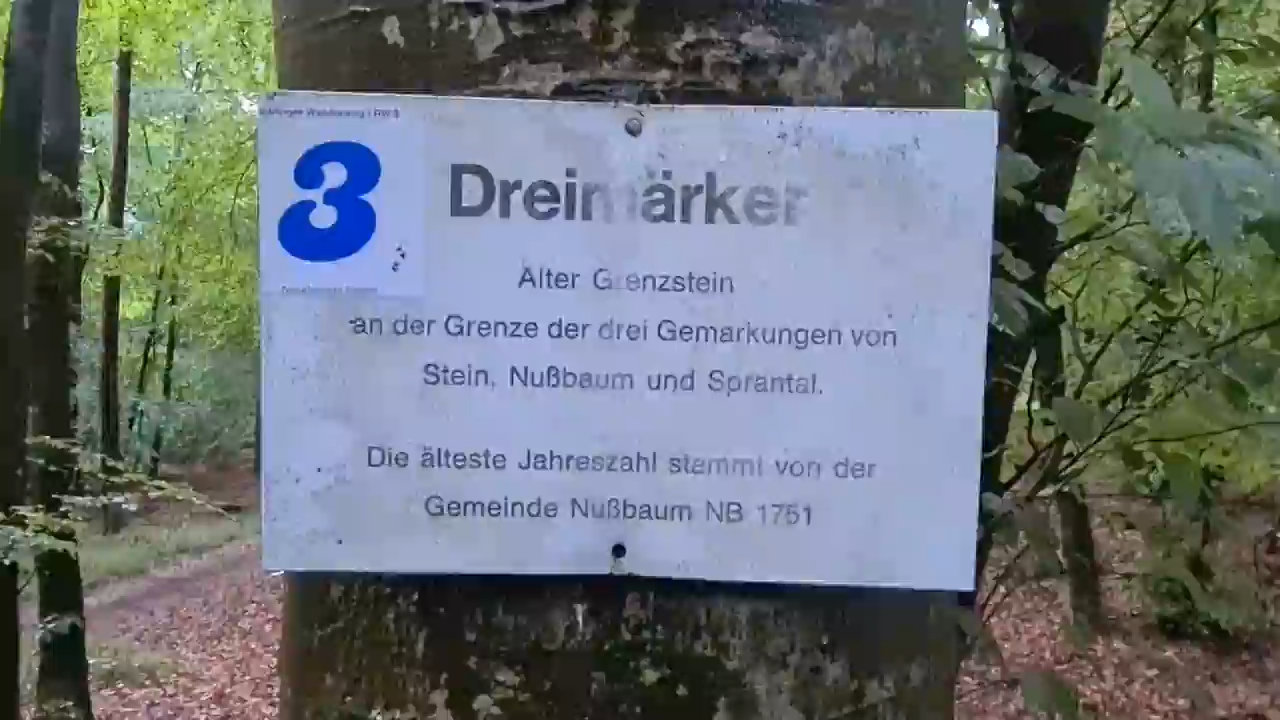 3
Dreimärker
Alter Grenzstein
an der Grenze der drei Gemarkungen von
Stein, Nußbaum und Sprantal.
Die älteste Jahreszahl stammt von der
Gemeinde Nußbaum NB 1751